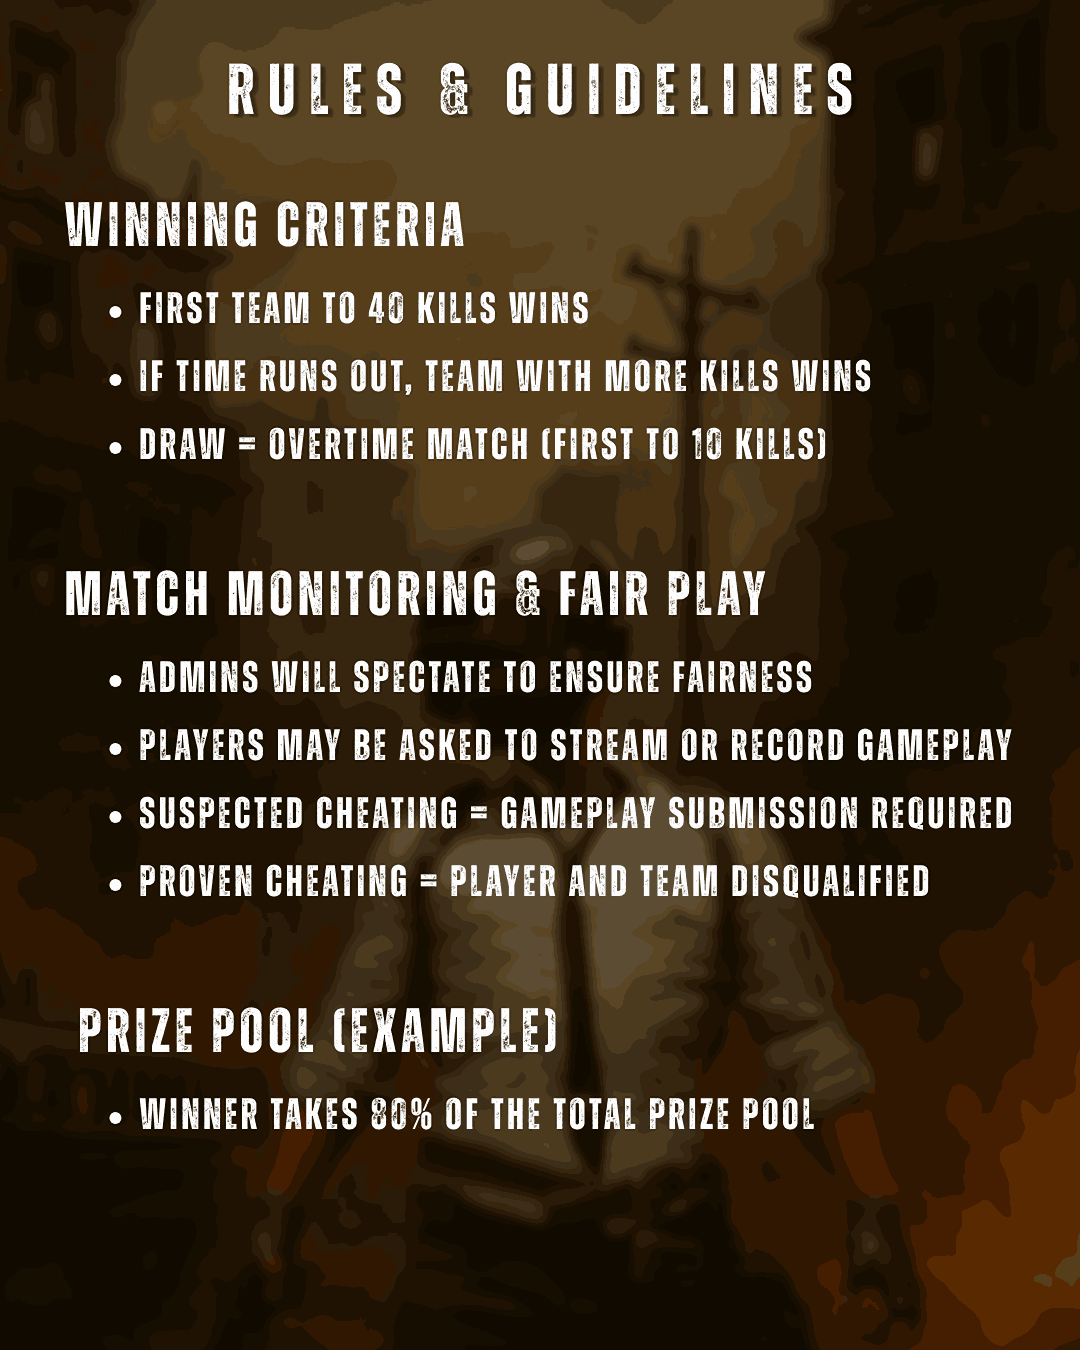 RULES & GUIDELINES
WINNING CRITERIA
• FIRST TEAM TO 40 KILLS WINS
• IF TIME RUNS OUT, TEAM WITH MORE KILLS WINS
• DRAW = OVERTIME MATCH (FIRST TO 10 KILLS)
MATCH MONITORING & FAIR PLAY
• ADMINS WILL SPECTATE TO ENSURE FAIRNESS
• PLAYERS MAY BE ASKED TO STREAM OR RECORD GAMEPLAY
• SUSPECTED CHEATING = GAMEPLAY SUBMISSION REQUIRED
• PROVEN CHEATING = PLAYER AND TEAM DISQUALIFIED
PRIZE POOL (EXAMPLE)
• WINNER TAKES 80% OF THE TOTAL PRIZE POOL